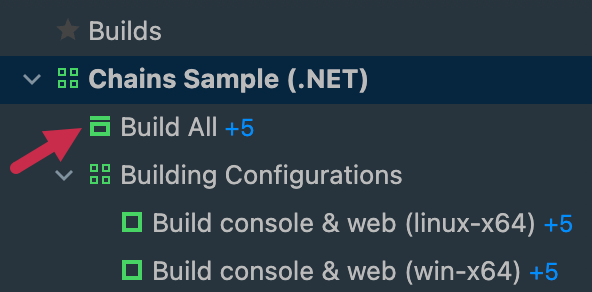 Builds
Chains Sample (.NET)
Build All +5
Building Configurations
Build console & web (linux-x64) +5
Build console & web (win-x64) +5